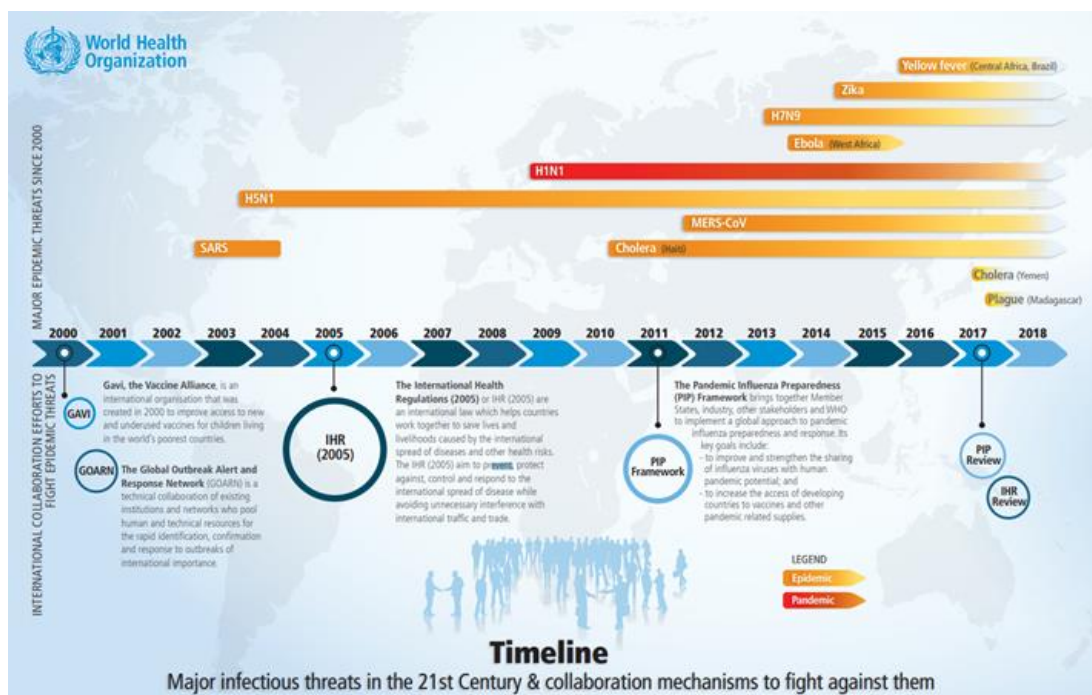 World Health
Organization
MAJOR EPIDEMIC THREATS SINCE 2000
Yellow fever (Central Africa, Brazil)
Zika
H7N9
Ebola (West Africa)
H1N1
H5N1
MERS-CoV
SARS
Cholera (Haiti)
Cholera (Yemen)
Plague (Madagascar)
2000 2001 2002 2003 2004 2005 2006 2007 2008 2009 2010 2011 2012 2013 2014 2015 2016 2017 2018
INTERNATIONAL COLLABORATION EFFORTS TO
FIGHT EPIDEMIC THREATS
GAVI
Gavi, the Vaccine Alliance, is an
international organisation that was
created in 2000 to improve access to new
and underused vaccines for children living
in the world's poorest countries.
GOARN
The Global Outbreak Alert and
Response Network (GOARN) is a
technical collaboration of existing
institutions and networks who pool
human and technical resources for
the rapid identification, confirmation
and response to outbreaks of
international importance.
IHR
(2005)
The International Health
Regulations (2005) or IHR (2005) are
an international law which helps countries
work together to save lives and
livelihoods caused by the international
spread of diseases and other health risks.
The IHR (2005) aim to prevent, protect
against, control and respond to the
international spread of disease while
avoiding unnecessary interference with
international traffic and trade.
PIP
Framework
The Pandemic Influenza Preparedness
(PIP) Framework brings together Member
States, industry, other stakeholders and WHO
to implement a global approach to pandemic
influenza preparedness and response. Its
key goals include:
- to improve and strengthen the sharing
of influenza viruses with human
pandemic potential; and
- to increase the access of developing
countries to vaccines and other
pandemic related supplies.
PIP
Review
IHR
Review
LEGEND
Epidemic
Pandemic
Timeline
Major infectious threats in the 21st Century & collaboration mechanisms to fight against them